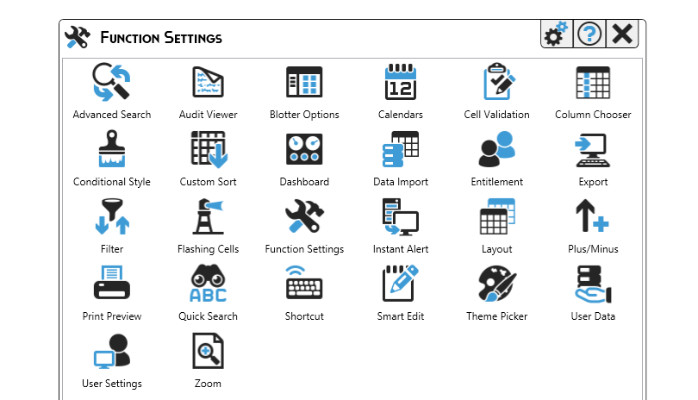 Function Settings
Advanced Search Audit Viewer Blotter Options Calendars Cell Validation Column Chooser
12
Conditional Style Custom Sort Dashboard Data Import Entitlement Export
Filter Flashing Cells Function Settings Instant Alert Layout Plus/Minus
ABC
Print Preview Quick Search Shortcut Smart Edit Theme Picker User Data
User Settings Zoom